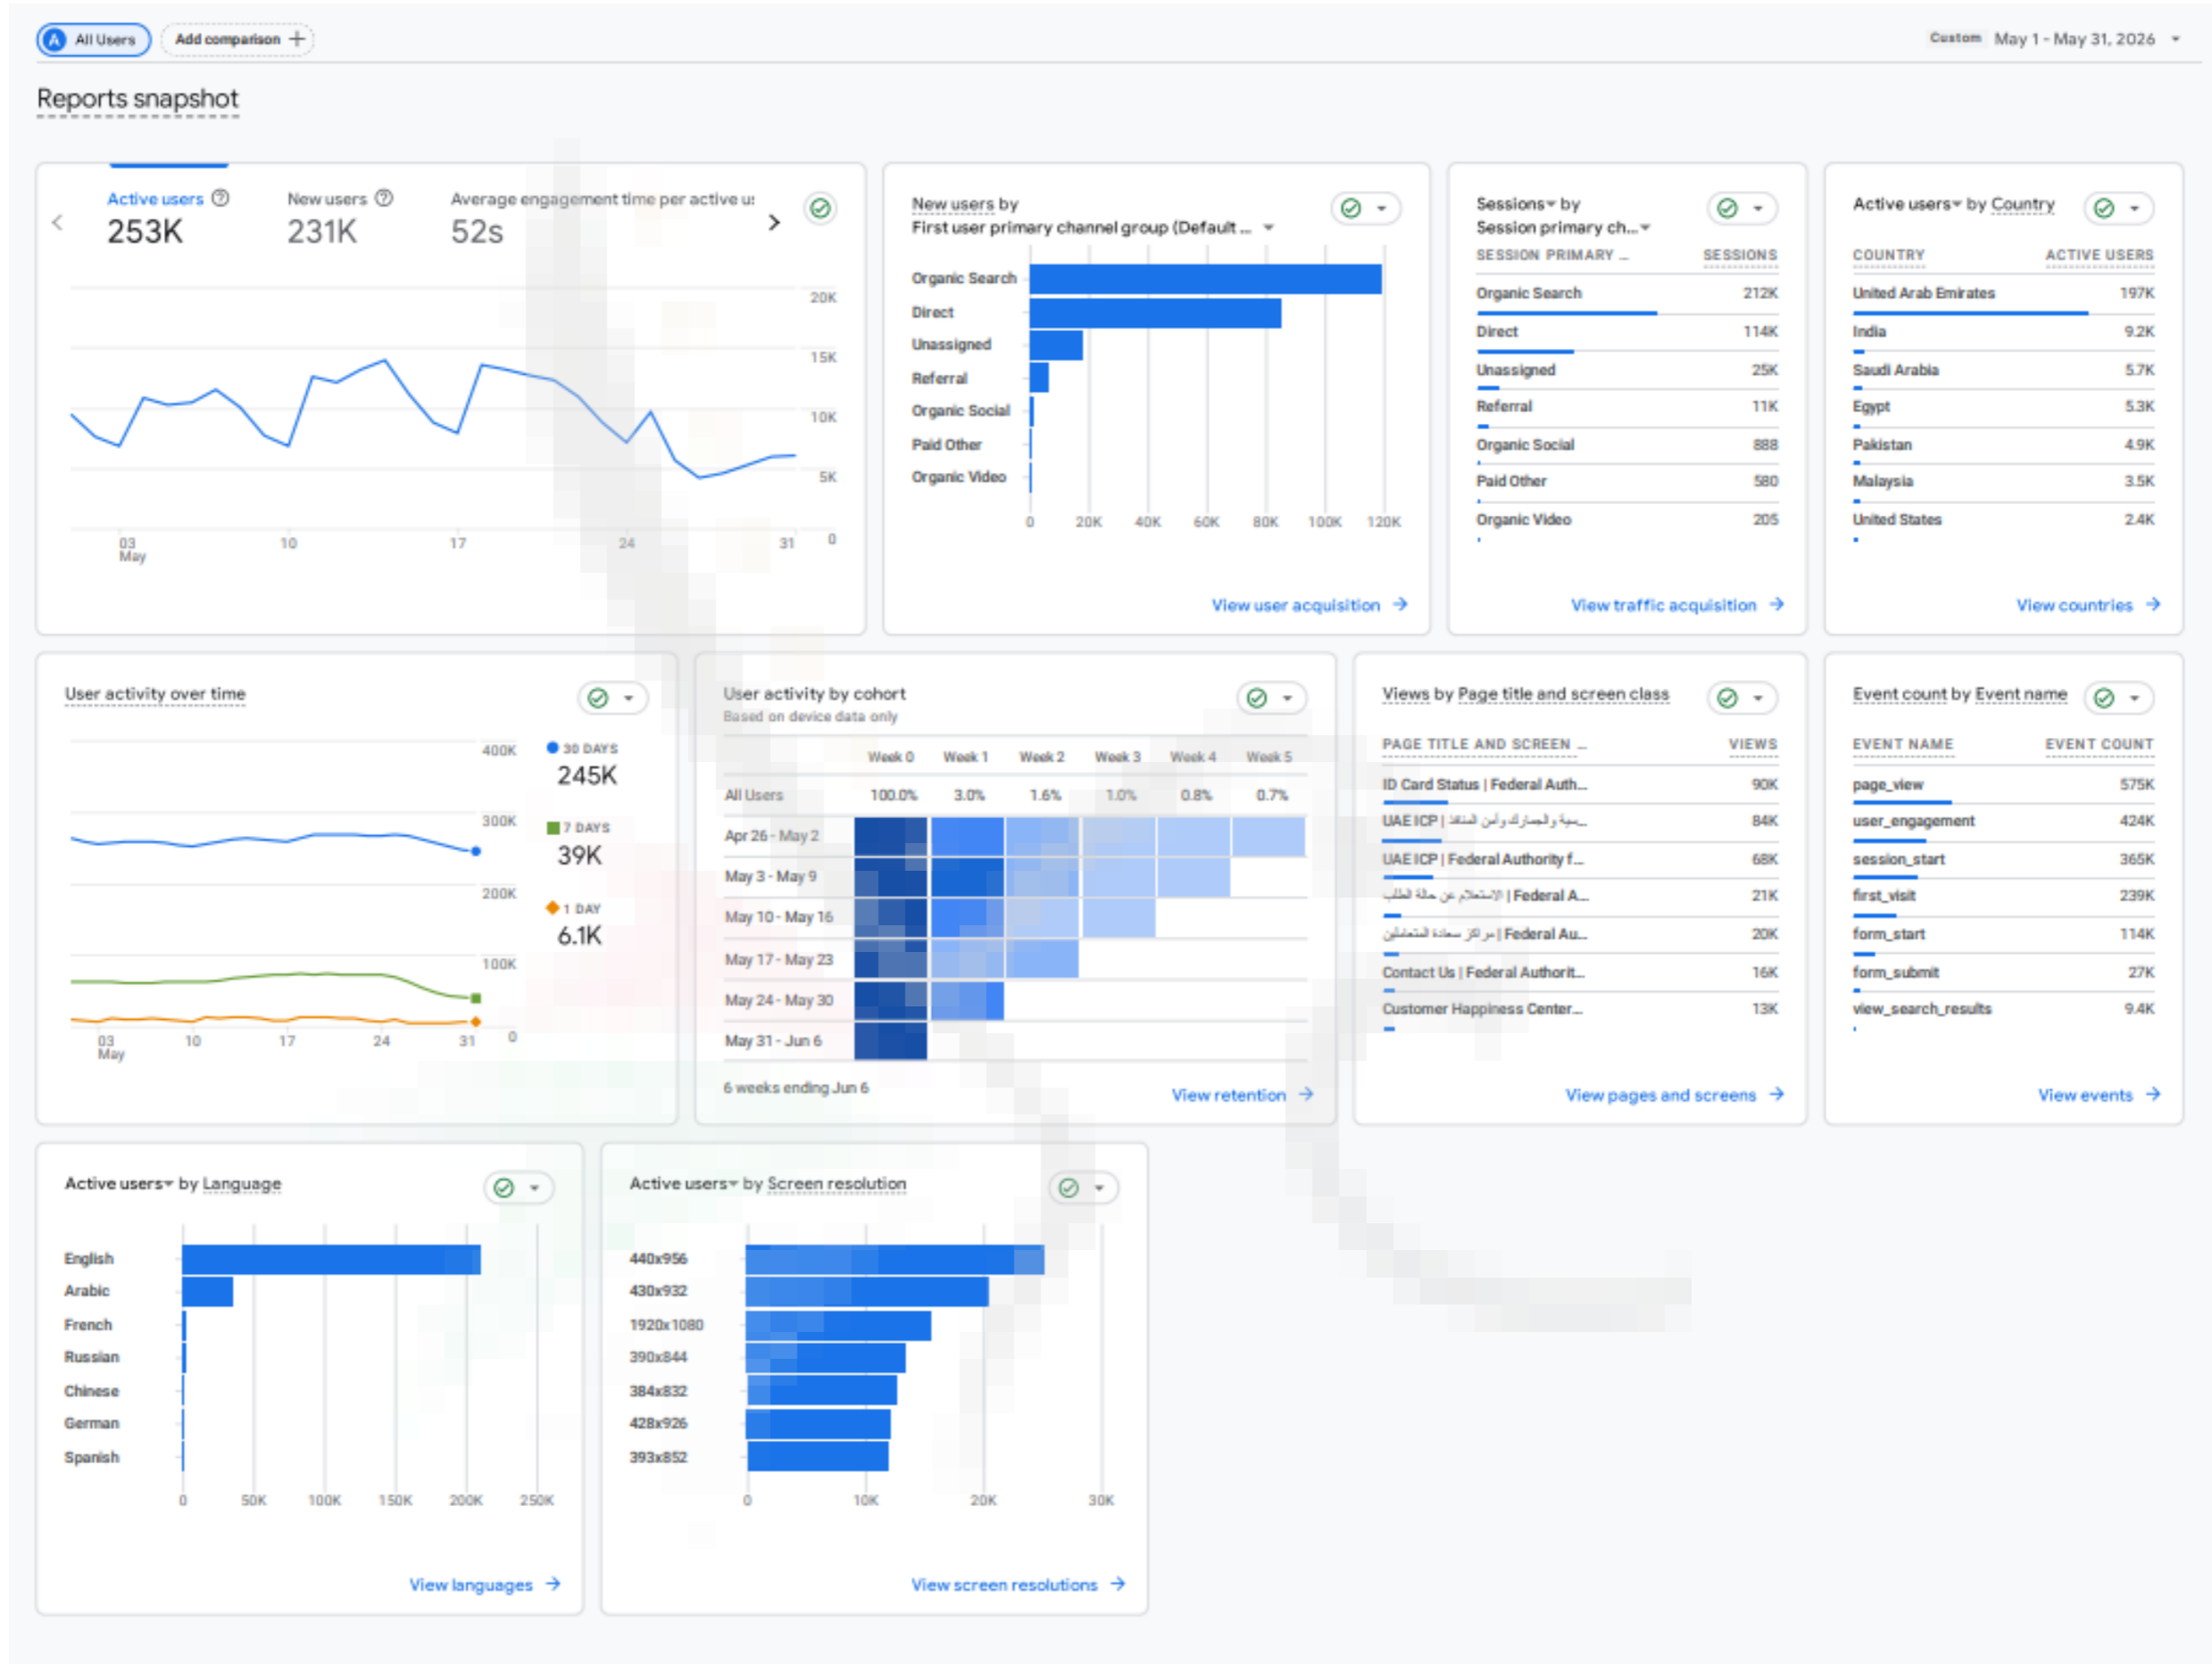 All Users
Add comparison
Custom May 1 - May 31, 2026
Reports snapshot
Active users
253K
New users
231K
Average engagement time per active u
52s
20K
15K
10K
5K
0
03
May
10
17
24
31
New users by
First user primary channel group (Default ...
Organic Search
Direct
Unassigned
Referral
Organic Social
Paid Other
Organic Video
0 20K 40K 60K 80K 100K 120K
View user acquisition
Sessions by
Session primary ch...
SESSION PRIMARY ... SESSIONS
Organic Search 212K
Direct 114K
Unassigned 25K
Referral 11K
Organic Social 888
Paid Other 580
Organic Video 205
View traffic acquisition
Active users by Country
COUNTRY ACTIVE USERS
United Arab Emirates 197K
India 9.2K
Saudi Arabia 5.7K
Egypt 5.3K
Pakistan 4.9K
Malaysia 3.5K
United States 2.4K
View countries
User activity over time
400K
300K
200K
100K
0
03
May
10
17
24
31
30 DAYS
245K
7 DAYS
39K
1 DAY
6.1K
User activity by cohort
Based on device data only
Week 0 Week 1 Week 2 Week 3 Week 4 Week 5
All Users 100.0% 3.0% 1.6% 1.0% 0.8% 0.7%
Apr 26 - May 2
May 3 - May 9
May 10 - May 16
May 17 - May 23
May 24 - May 30
May 31 - Jun 6
6 weeks ending Jun 6
View retention
Views by Page title and screen class
PAGE TITLE AND SCREEN ... VIEWS
ID Card Status | Federal Auth... 90K
UAE ICP | سية والجمارك وأمن المنافذ... 84K
UAE ICP | Federal Authority f... 68K
الاستعلام عن حالة الطلب | Federal A... 21K
مراكز سعادة المتعاملين | Federal Au... 20K
Contact Us | Federal Authorit... 16K
Customer Happiness Center... 13K
View pages and screens
Event count by Event name
EVENT NAME EVENT COUNT
page_view 575K
user_engagement 424K
session_start 365K
first_visit 239K
form_start 114K
form_submit 27K
view_search_results 9.4K
View events
Active users by Language
English
Arabic
French
Russian
Chinese
German
Spanish
0 50K 100K 150K 200K 250K
View languages
Active users by Screen resolution
440x956
430x932
1920x1080
390x844
384x832
428x926
393x852
0 10K 20K 30K
View screen resolutions